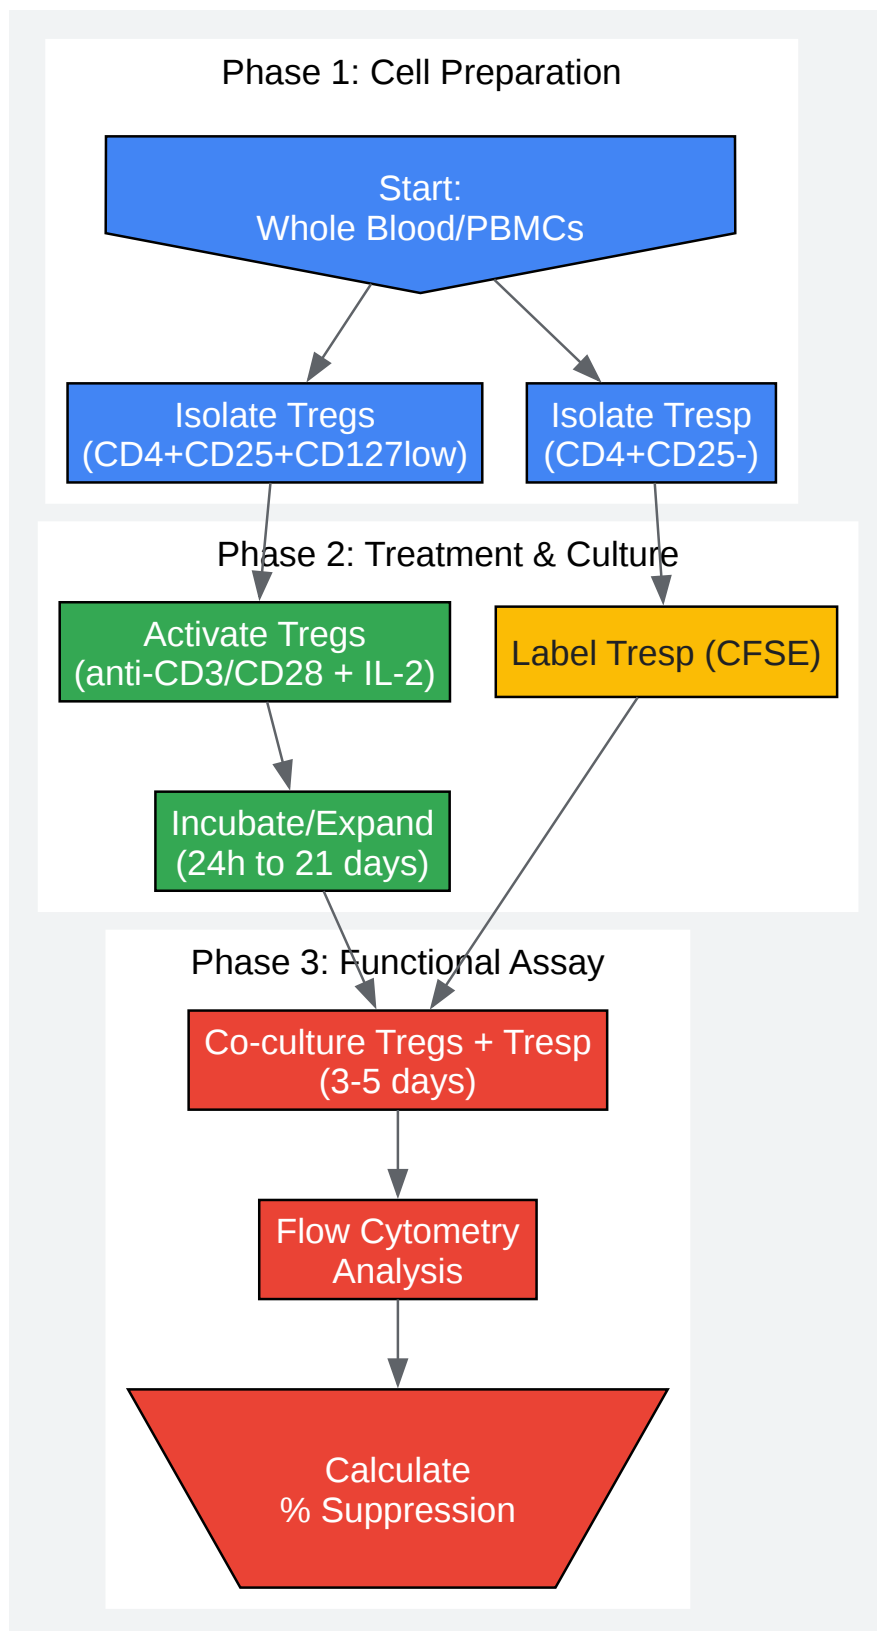 Phase 1: Cell Preparation
Start:
Whole Blood/PBMCs
Isolate Tregs
(CD4+CD25+CD127low)
Isolate Tresp
(CD4+CD25-)
Phase 2: Treatment & Culture
Activate Tregs
(anti-CD3/CD28 + IL-2)
Label Tresp (CFSE)
Incubate/Expand
(24h to 21 days)
Phase 3: Functional Assay
Co-culture Tregs + Tresp
(3-5 days)
Flow Cytometry
Analysis
Calculate
% Suppression